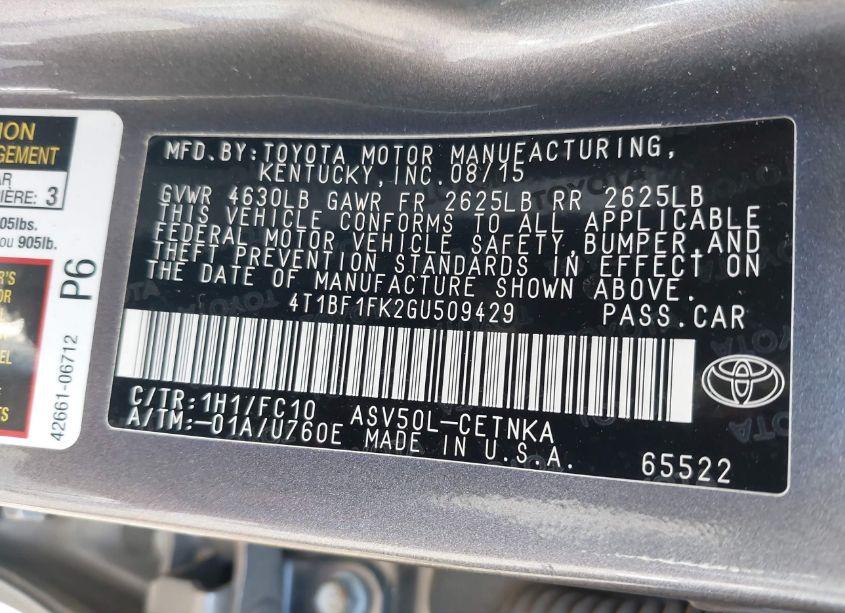 MFD.BY: TOYOTA MOTOR MANUFACTURING,
KENTUCKY, INC. 08/15
GVWR 4630LB GAWR FR 2625LB RR 2625LB
THIS VEHICLE CONFORMS TO ALL APPLICABLE
FEDERAL MOTOR VEHICLE SAFETY, BUMPER, AND
THEFT PREVENTION STANDARDS IN EFFECT ON
THE DATE OF MANUFACTURE SHOWN ABOVE.
4T1BF1FK2GU509429 PASS.CAR
C/TR: 1H1/FC10 ASV50L-CETNKA
A/TM:-01A/U760E MADE IN U.S.A. 65522
3
905lb.
P6
42661-06712